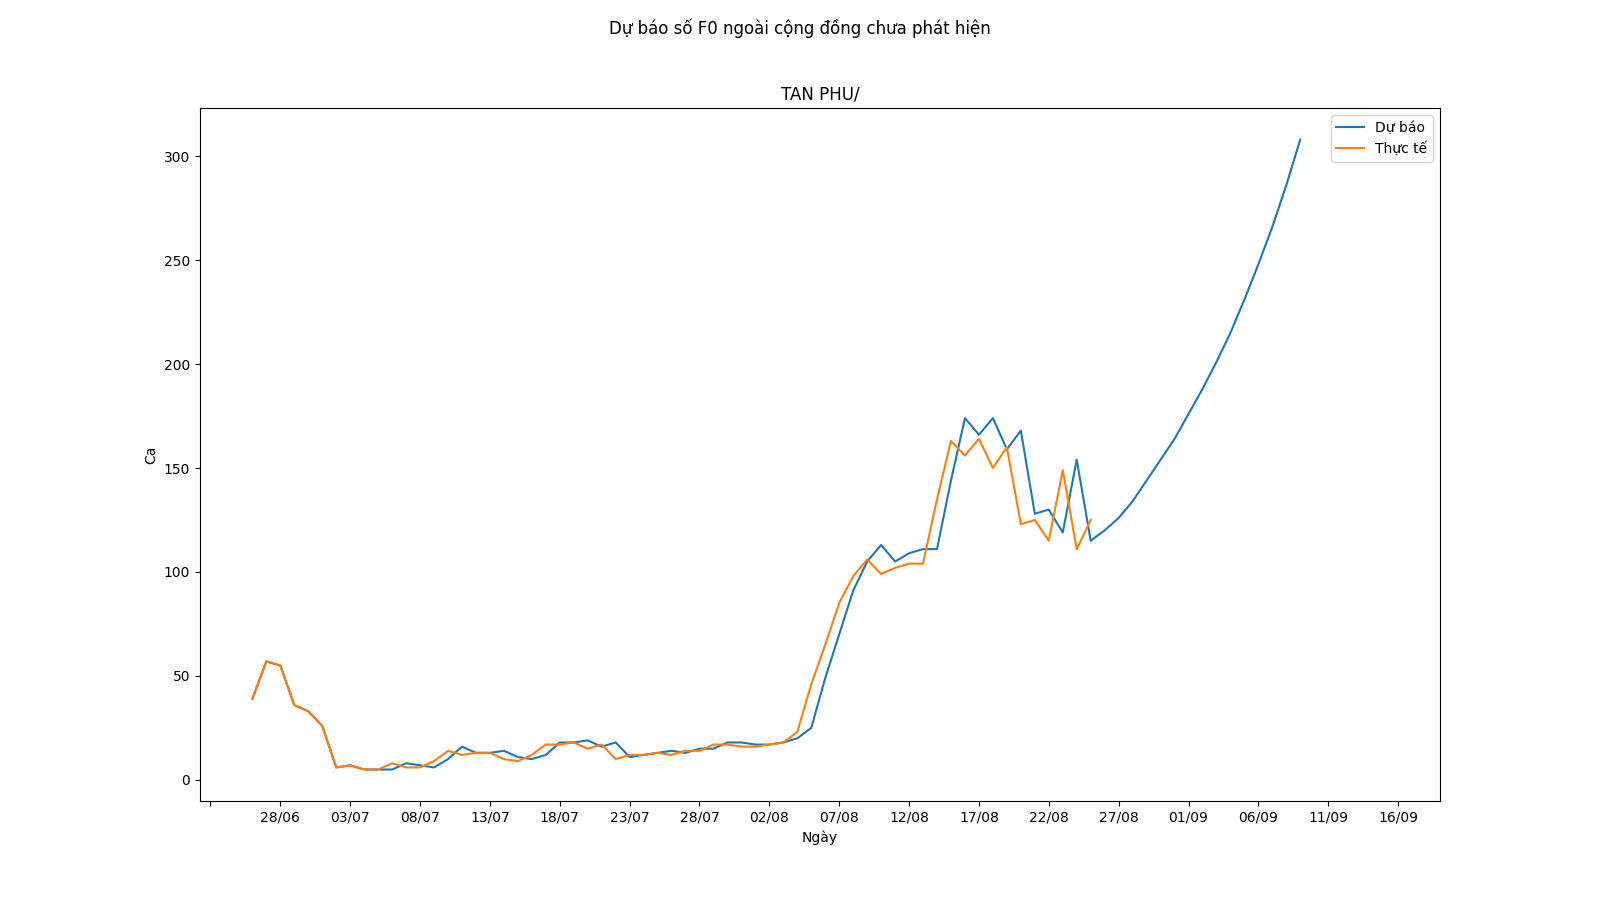 Dự báo số F0 ngoài cộng đồng chưa phát hiện
TAN PHU/
Dự báo
Thực tế
300
250
200
150
100
50
0
Ca
28/06 03/07 08/07 13/07 18/07 23/07 28/07 02/08 07/08 12/08 17/08 22/08 27/08 01/09 06/09 11/09 16/09
Ngày